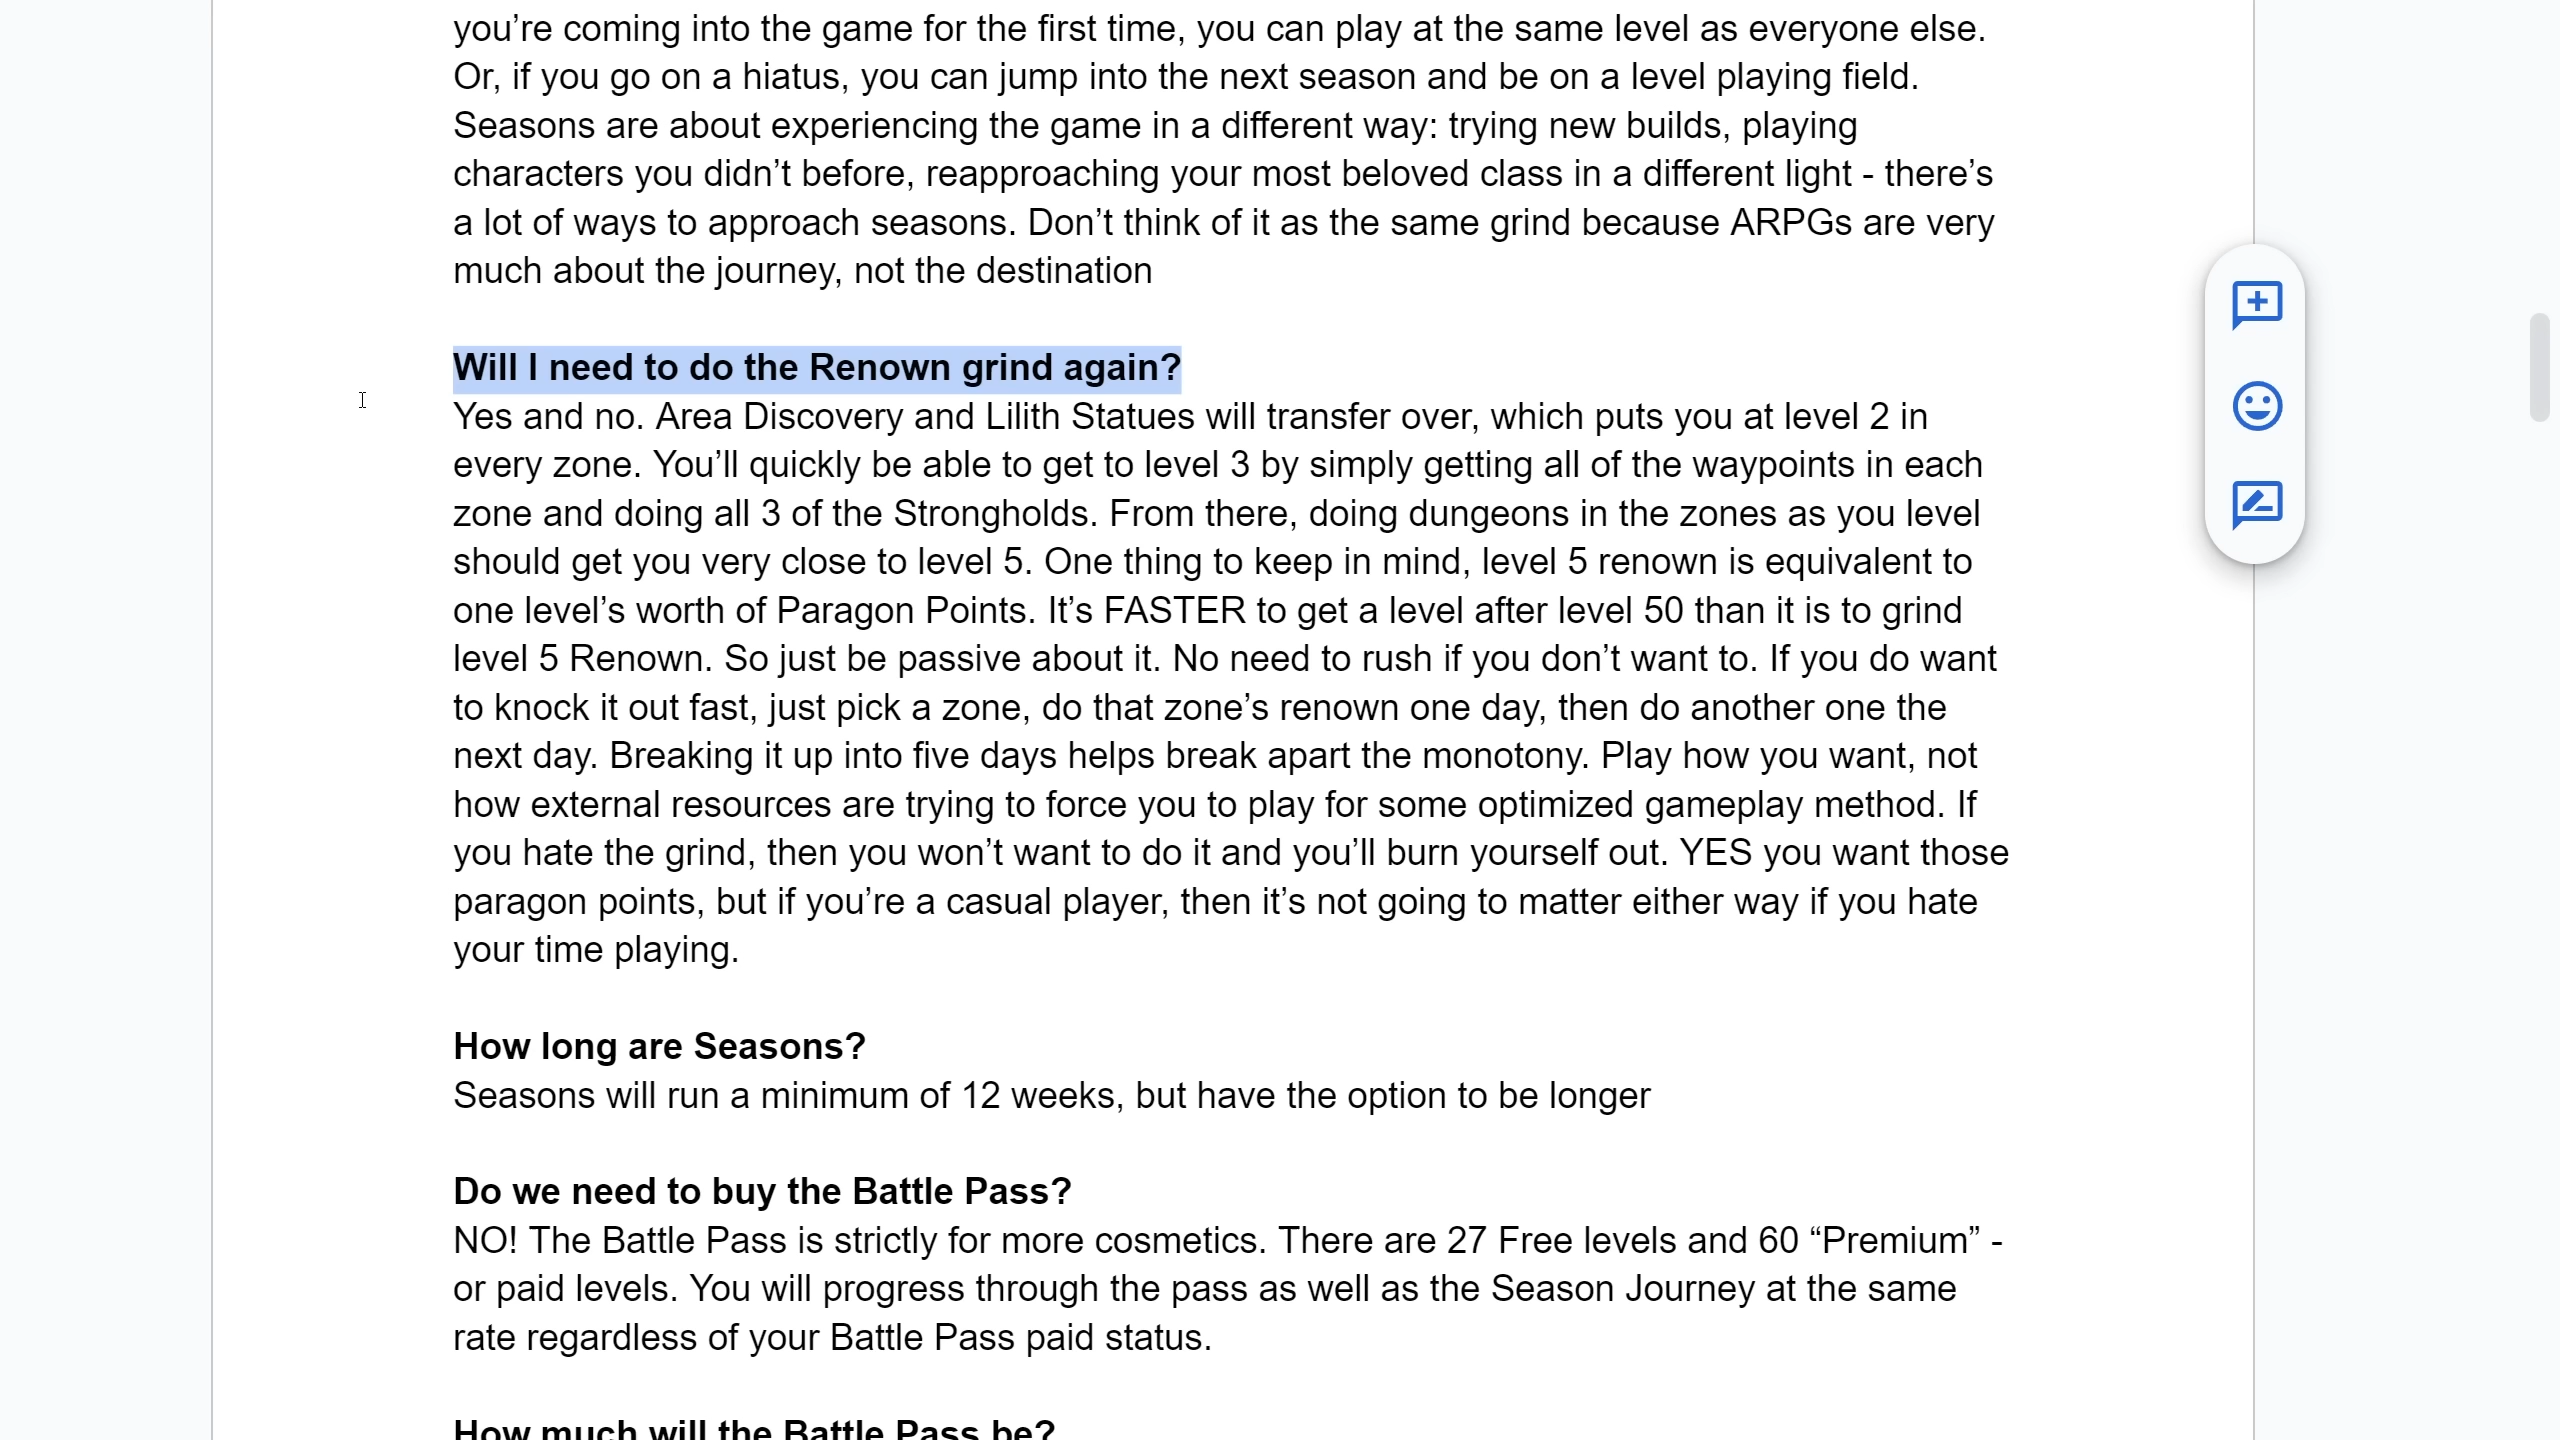 you’re coming into the game for the first time, you can play at the same level as everyone else.
Or, if you go on a hiatus, you can jump into the next season and be on a level playing field.
Seasons are about experiencing the game in a different way: trying new builds, playing
characters you didn’t before, reapproaching your most beloved class in a different light - there’s
a lot of ways to approach seasons. Don’t think of it as the same grind because ARPGs are very
much about the journey, not the destination
Will I need to do the Renown grind again?
Yes and no. Area Discovery and Lilith Statues will transfer over, which puts you at level 2 in
every zone. You’ll quickly be able to get to level 3 by simply getting all of the waypoints in each
zone and doing all 3 of the Strongholds. From there, doing dungeons in the zones as you level
should get you very close to level 5. One thing to keep in mind, level 5 renown is equivalent to
one level’s worth of Paragon Points. It’s FASTER to get a level after level 50 than it is to grind
level 5 Renown. So just be passive about it. No need to rush if you don’t want to. If you do want
to knock it out fast, just pick a zone, do that zone’s renown one day, then do another one the
next day. Breaking it up into five days helps break apart the monotony. Play how you want, not
how external resources are trying to force you to play for some optimized gameplay method. If
you hate the grind, then you won’t want to do it and you’ll burn yourself out. YES you want those
paragon points, but if you’re a casual player, then it’s not going to matter either way if you hate
your time playing.
How long are Seasons?
Seasons will run a minimum of 12 weeks, but have the option to be longer
Do we need to buy the Battle Pass?
NO! The Battle Pass is strictly for more cosmetics. There are 27 Free levels and 60 “Premium” -
or paid levels. You will progress through the pass as well as the Season Journey at the same
rate regardless of your Battle Pass paid status.
How much will the Battle Pass be?